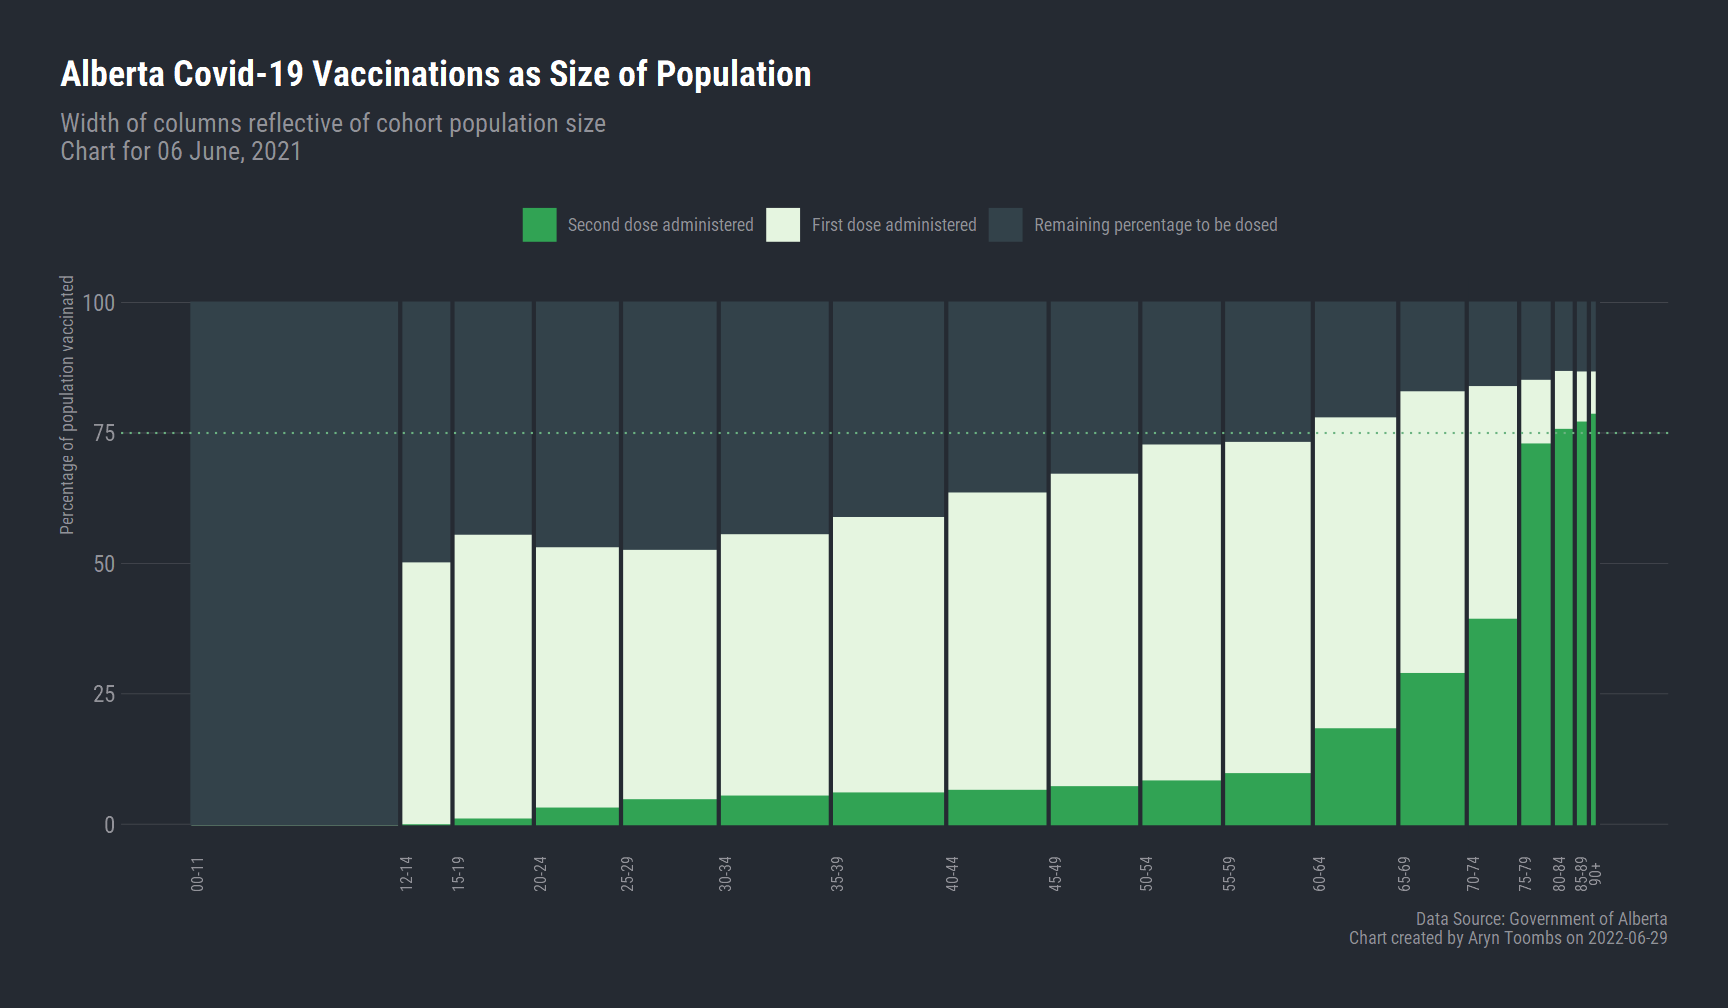 Alberta Covid-19 Vaccinations as Size of Population
Width of columns reflective of cohort population size
Chart for 06 June, 2021
Second dose administered
First dose administered
Remaining percentage to be dosed
Percentage of population vaccinated
100
75
50
25
0
00-11
12-14
15-19
20-24
25-29
30-34
35-39
40-44
45-49
50-54
55-59
60-64
65-69
70-74
75-79
80-84
85-89
90+
Data Source: Government of Alberta
Chart created by Aryn Toombs on 2022-06-29